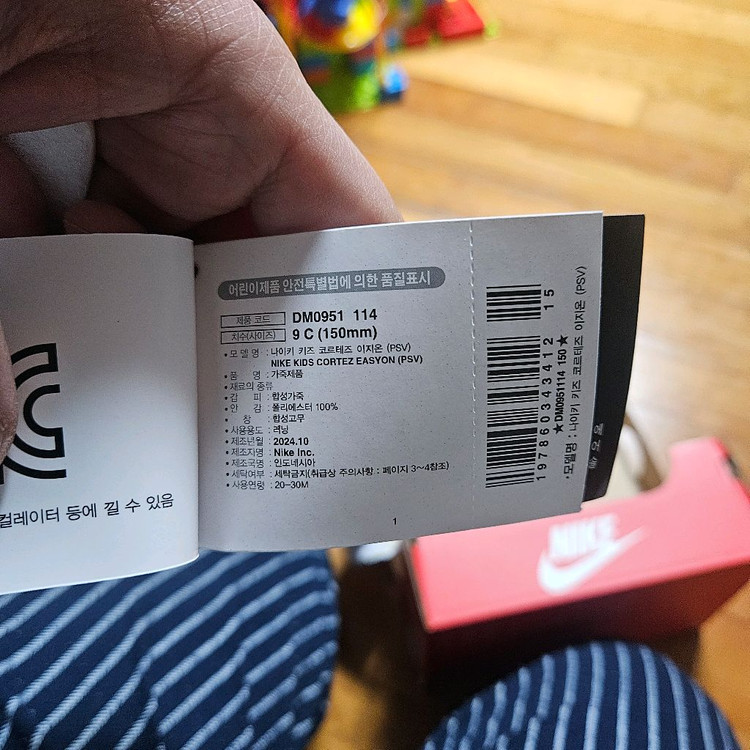 컬레이터 등에 낄 수 있음
어린이제품 안전특별법에 의한 품질표시
제품 코드 DM0951 114
치수(사이즈) 9 C (150mm)
• 모 델 명 : 나이키 키즈 코르테즈 이지온 (PSV)
NIKE KIDS CORTEZ EASYON (PSV)
• 품 명 : 가죽제품
• 재료의 종류
• 겉 피 : 합성가죽
• 안 감 : 폴리에스터 100%
창 : 합성고무
• 사용용도 : 러닝
• 제조년월 : 2024.10
• 제조자명 : Nike Inc.
• 제조국명 : 인도네시아
• 세탁여부 : 세탁금지(취급상 주의사항 : 페이지 3~4참조)
• 사용연령 : 20-30M
1
197860343412 15
★DM0951114 150★
• 모델명 : 나이키 키즈 코르테즈 이지온 (PSV)
NIKE